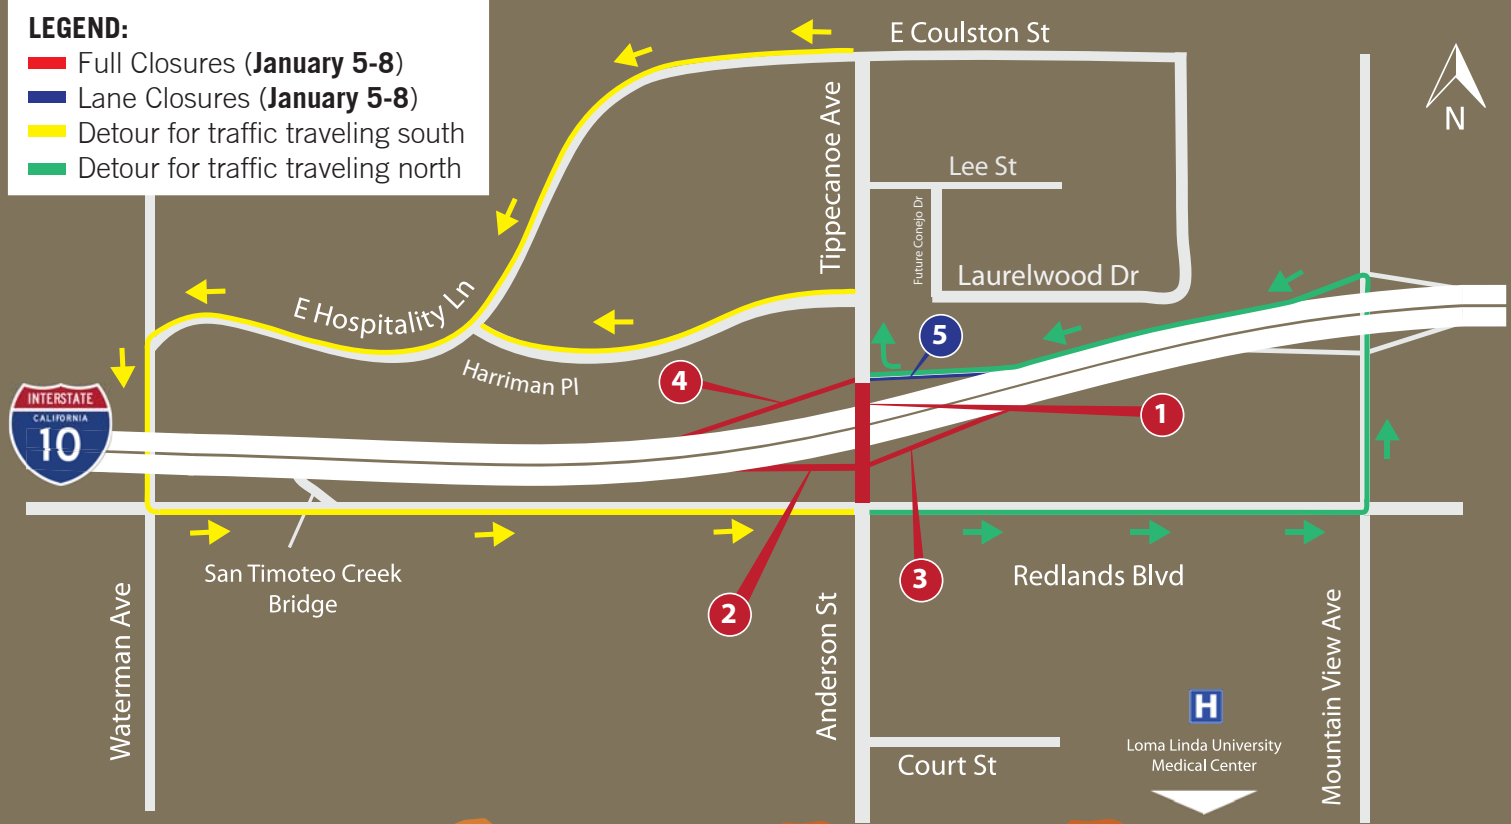 LEGEND:
Full Closures (January 5-8)
Lane Closures (January 5-8)
Detour for traffic traveling south
Detour for traffic traveling north
E Coulston St
N
Tippecanoe Ave
Lee St
Future Conejo Dr
Laurelwood Dr
E Hospitality Ln
Harriman Pl
5
4
1
INTERSTATE
CALIFORNIA
10
San Timoteo Creek
Bridge
2
3
Redlands Blvd
Waterman Ave
Anderson St
Mountain View Ave
H
Loma Linda University
Medical Center
Court St